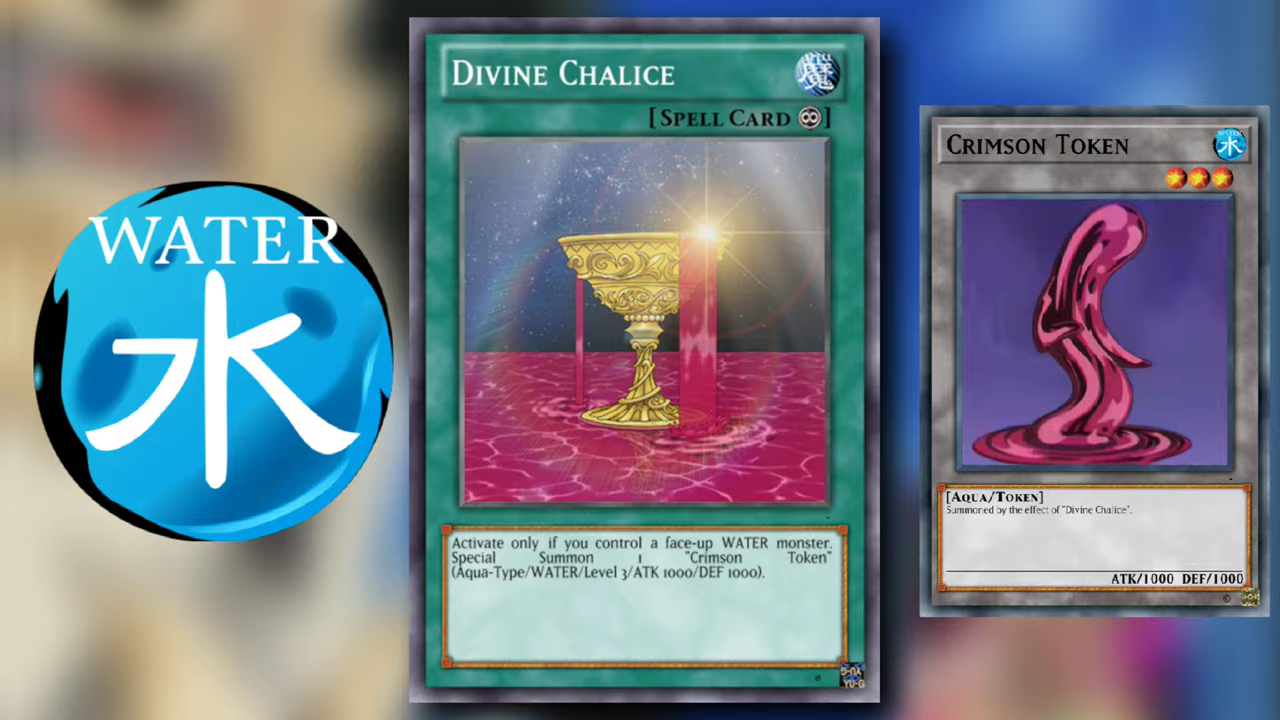 WATER
水
DIVINE CHALICE
魔
[SPELL CARD ]
Activate only if you control a face-up WATER monster.
Special Summon 1 "Crimson Token"
(Aqua-Type/WATER/Level 3/ATK 1000/DEF 1000).
CRIMSON TOKEN
WATER
水
[AQUA/TOKEN]
Summoned by the effect of "Divine Chalice".
ATK/1000 DEF/1000
©